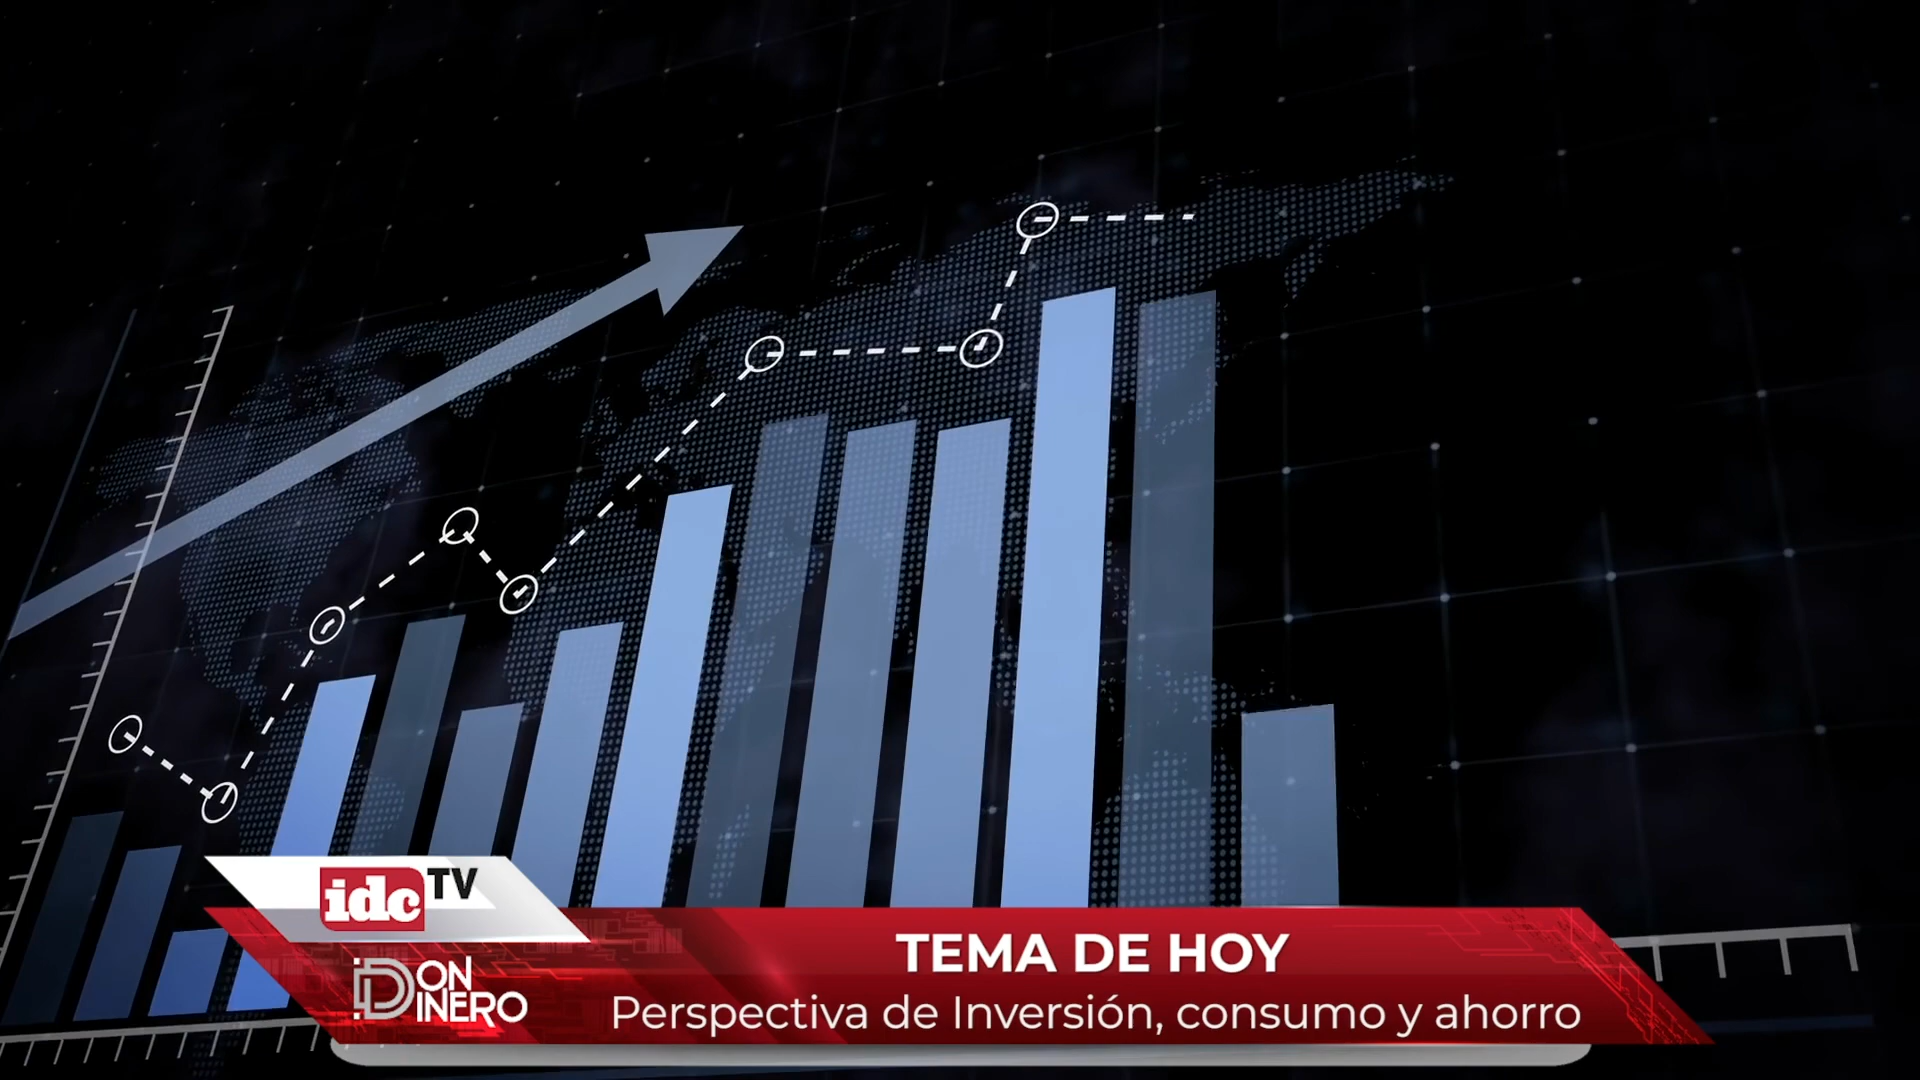 idc TV
DON DINERO
TEMA DE HOY
Perspectiva de Inversión, consumo y ahorro